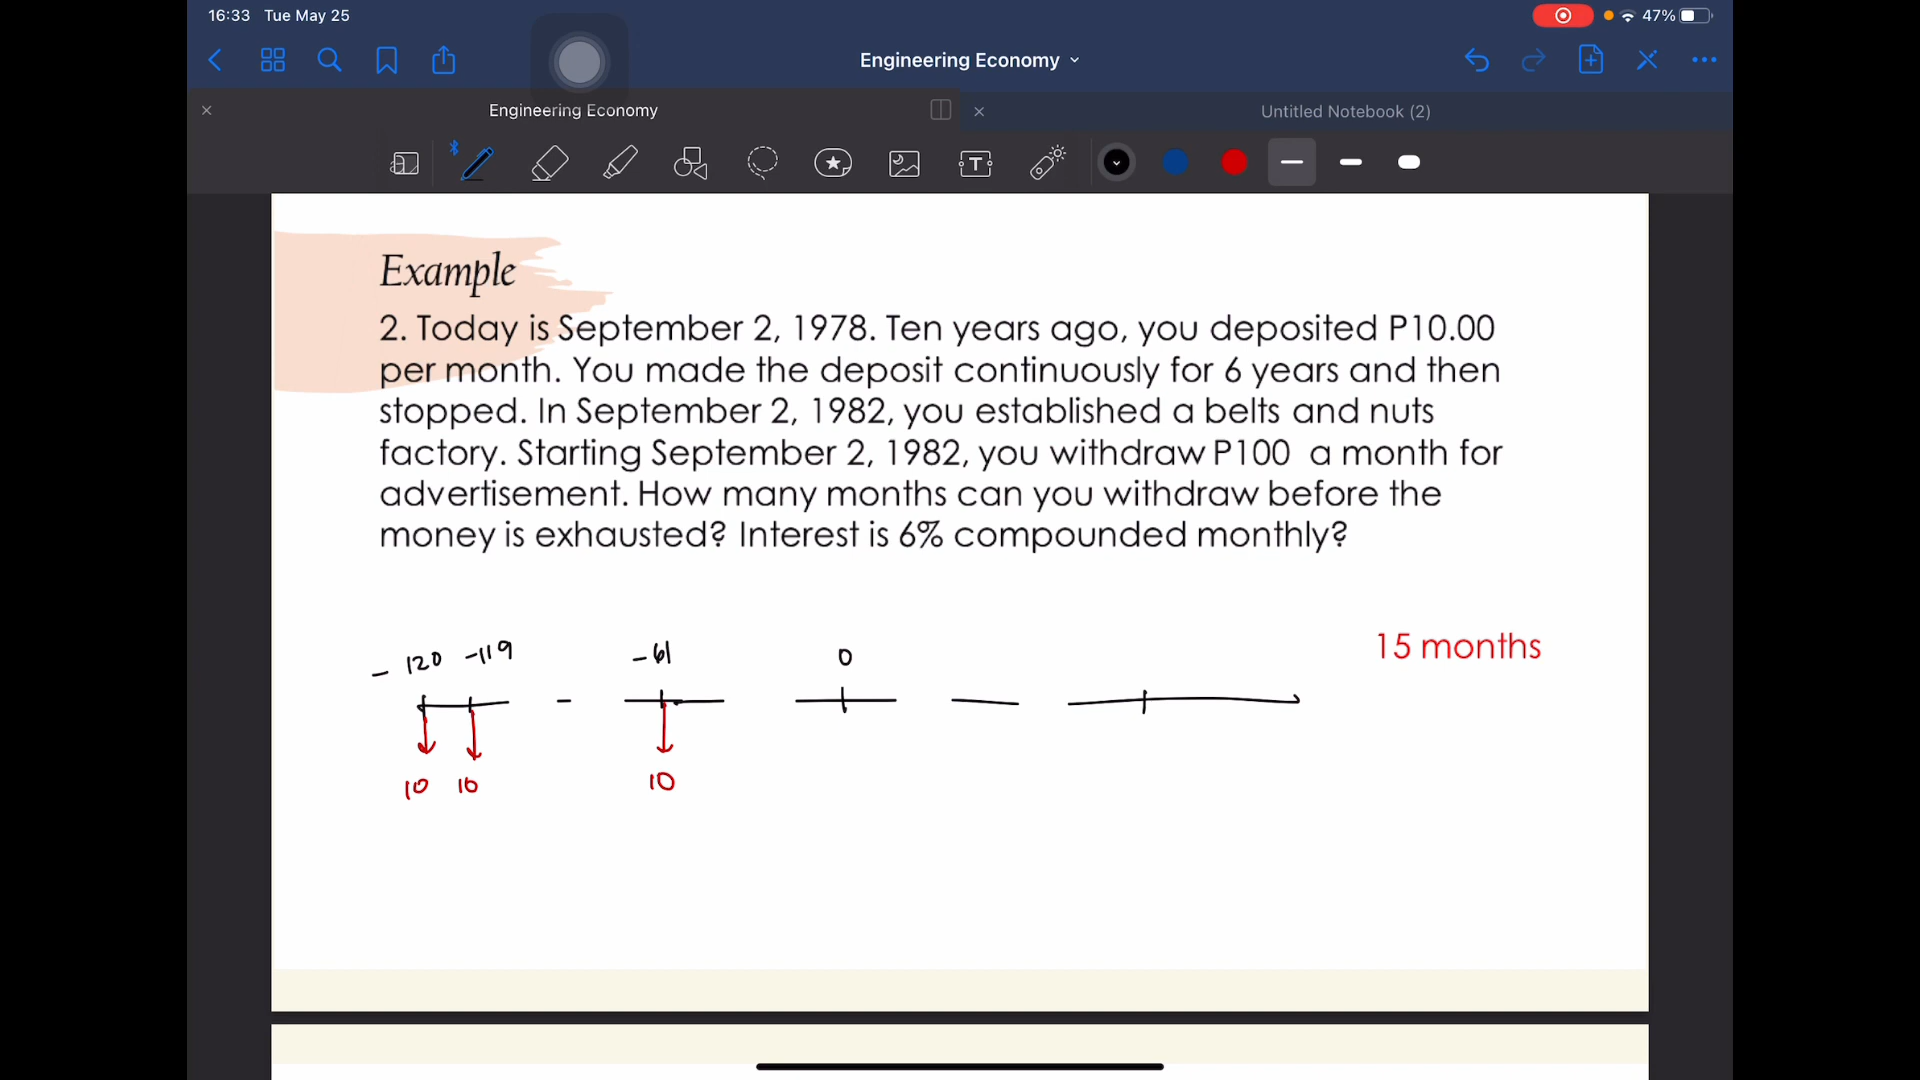 16:33 Tue May 25
47%
Engineering Economy
Engineering Economy
Untitled Notebook (2)
Example
2. Today is September 2, 1978. Ten years ago, you deposited P10.00
per month. You made the deposit continuously for 6 years and then
stopped. In September 2, 1982, you established a belts and nuts
factory. Starting September 2, 1982, you withdraw P100 a month for
advertisement. How many months can you withdraw before the
money is exhausted? Interest is 6% compounded monthly?
15 months
- 120 -119 -61 0
10 10 10